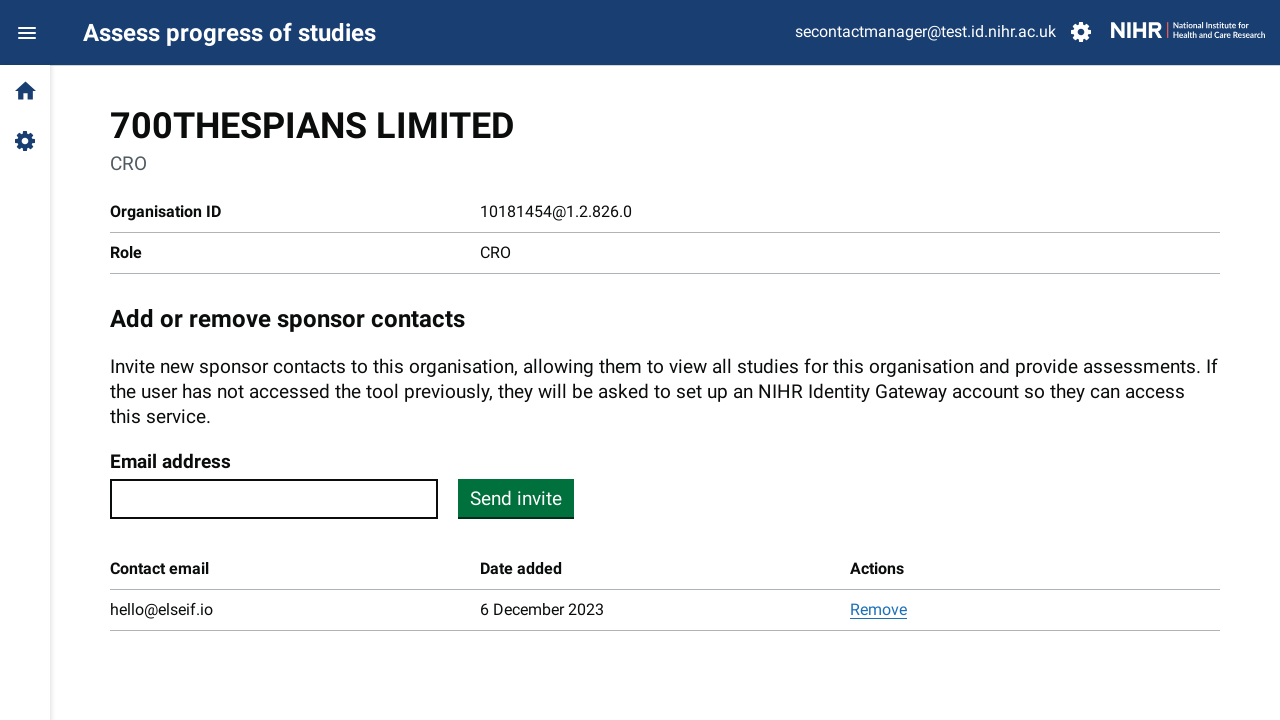 Assess progress of studies
secontactmanager@test.id.nihr.ac.uk
NIHR | National Institute for
Health and Care Research
700THESPIANS LIMITED
CRO
Organisation ID 10181454@1.2.826.0
Role CRO
Add or remove sponsor contacts
Invite new sponsor contacts to this organisation, allowing them to view all studies for this organisation and provide assessments. If
the user has not accessed the tool previously, they will be asked to set up an NIHR Identity Gateway account so they can access
this service.
Email address
Send invite
Contact email Date added Actions
hello@elseif.io 6 December 2023 Remove